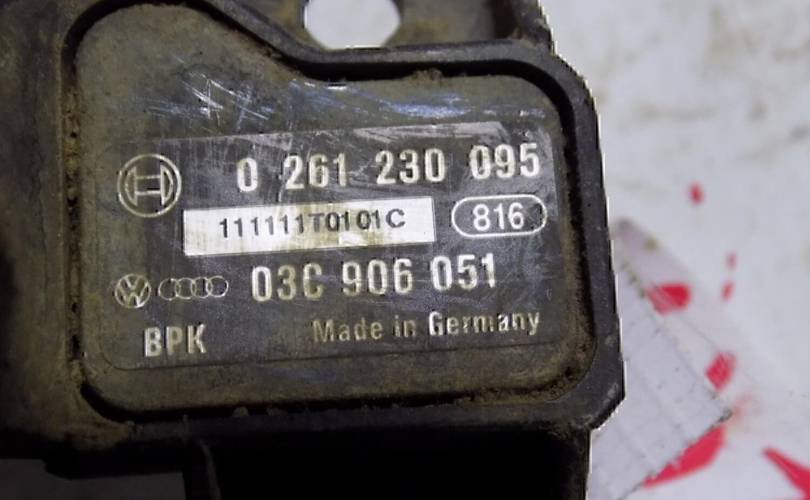 0 261 230 095
111111T0101C 816
03C 906 051
BPK Made in Germany